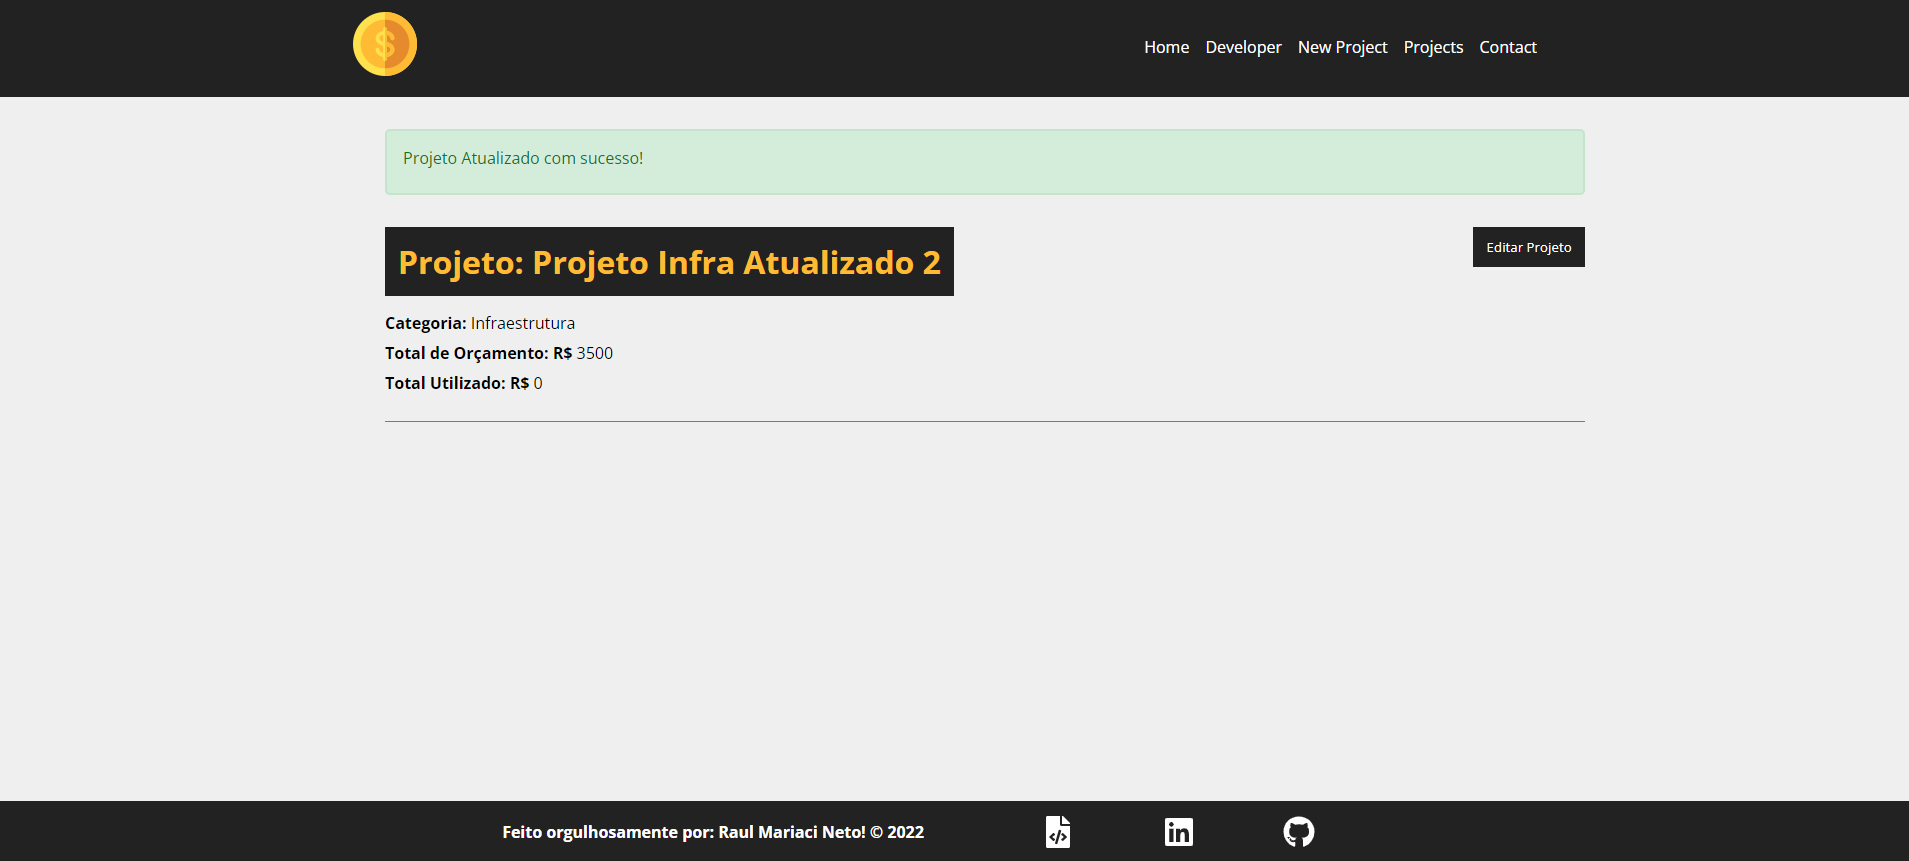 $
Home Developer New Project Projects Contact
Projeto Atualizado com sucesso!
Projeto: Projeto Infra Atualizado 2
Editar Projeto
Categoria: Infraestrutura
Total de Orçamento: R$ 3500
Total Utilizado: R$ 0
Feito orgulhosamente por: Raul Mariaci Neto! © 2022